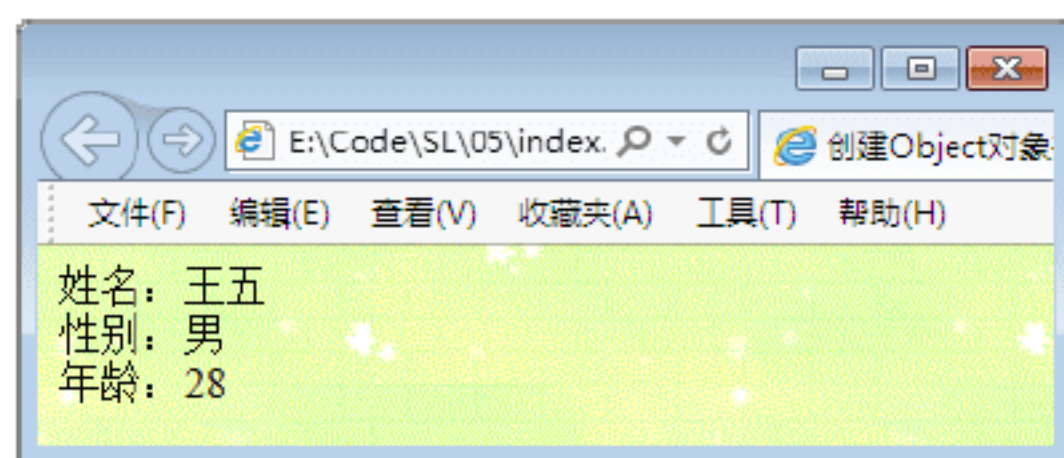 E:\Code\SL\05\index.
创建Object对象
文件(F) 编辑(E) 查看(V) 收藏夹(A) 工具(T) 帮助(H)
姓名：王五
性别：男
年龄：28